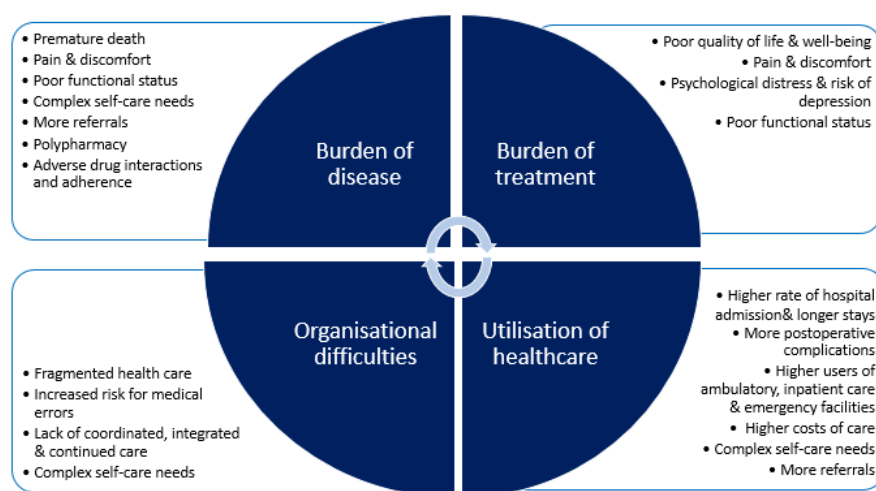 • Premature death
• Pain & discomfort
• Poor functional status
• Complex self-care needs
• More referrals
• Polypharmacy
• Adverse drug interactions
and adherence
Burden of
disease
Burden of
treatment
• Poor quality of life & well-being
• Pain & discomfort
• Psychological distress & risk of
depression
• Poor functional status
• Fragmented health care
• Increased risk for medical
errors
• Lack of coordinated, integrated
& continued care
• Complex self-care needs
Organisational
difficulties
Utilisation of
healthcare
• Higher rate of hospital
admission& longer stays
• More postoperative
complications
• Higher users of
ambulatory, inpatient care
& emergency facilities
• Higher costs of care
• Complex self-care needs
• More referrals